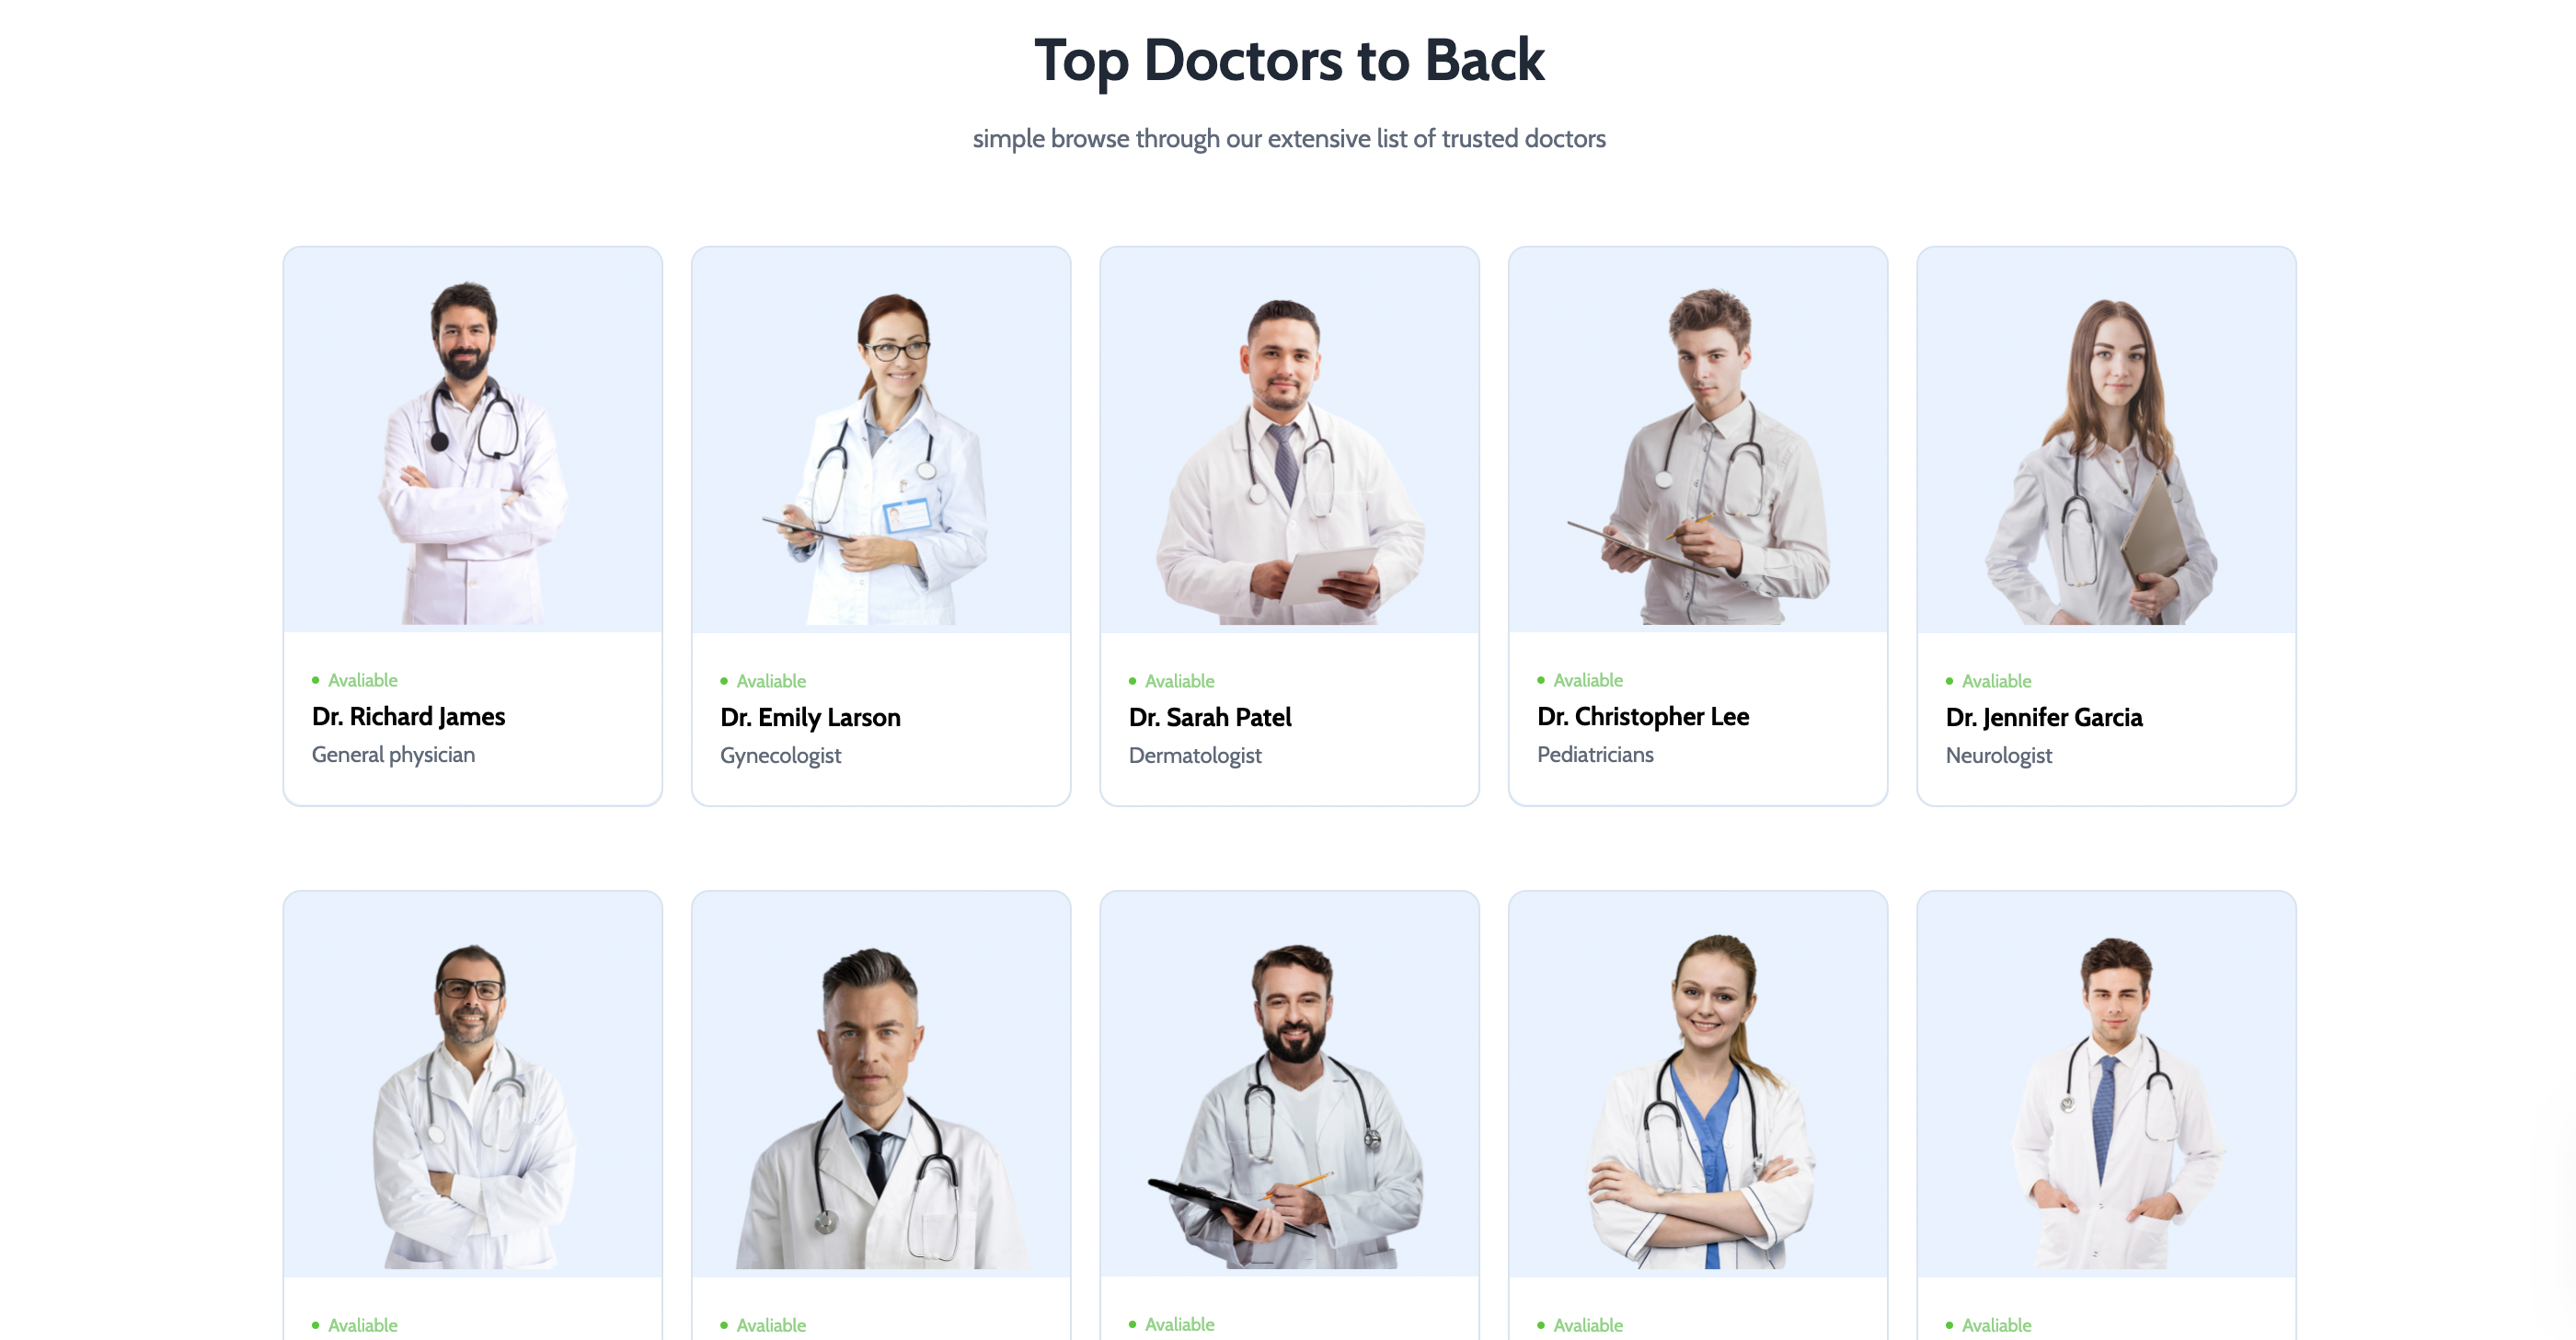 Top Doctors to Back
simple browse through our extensive list of trusted doctors
Avaliable
Dr. Richard James
General physician
Avaliable
Dr. Emily Larson
Gynecologist
Avaliable
Dr. Sarah Patel
Dermatologist
Avaliable
Dr. Christopher Lee
Pediatricians
Avaliable
Dr. Jennifer Garcia
Neurologist
Avaliable
Avaliable
Avaliable
Avaliable
Avaliable